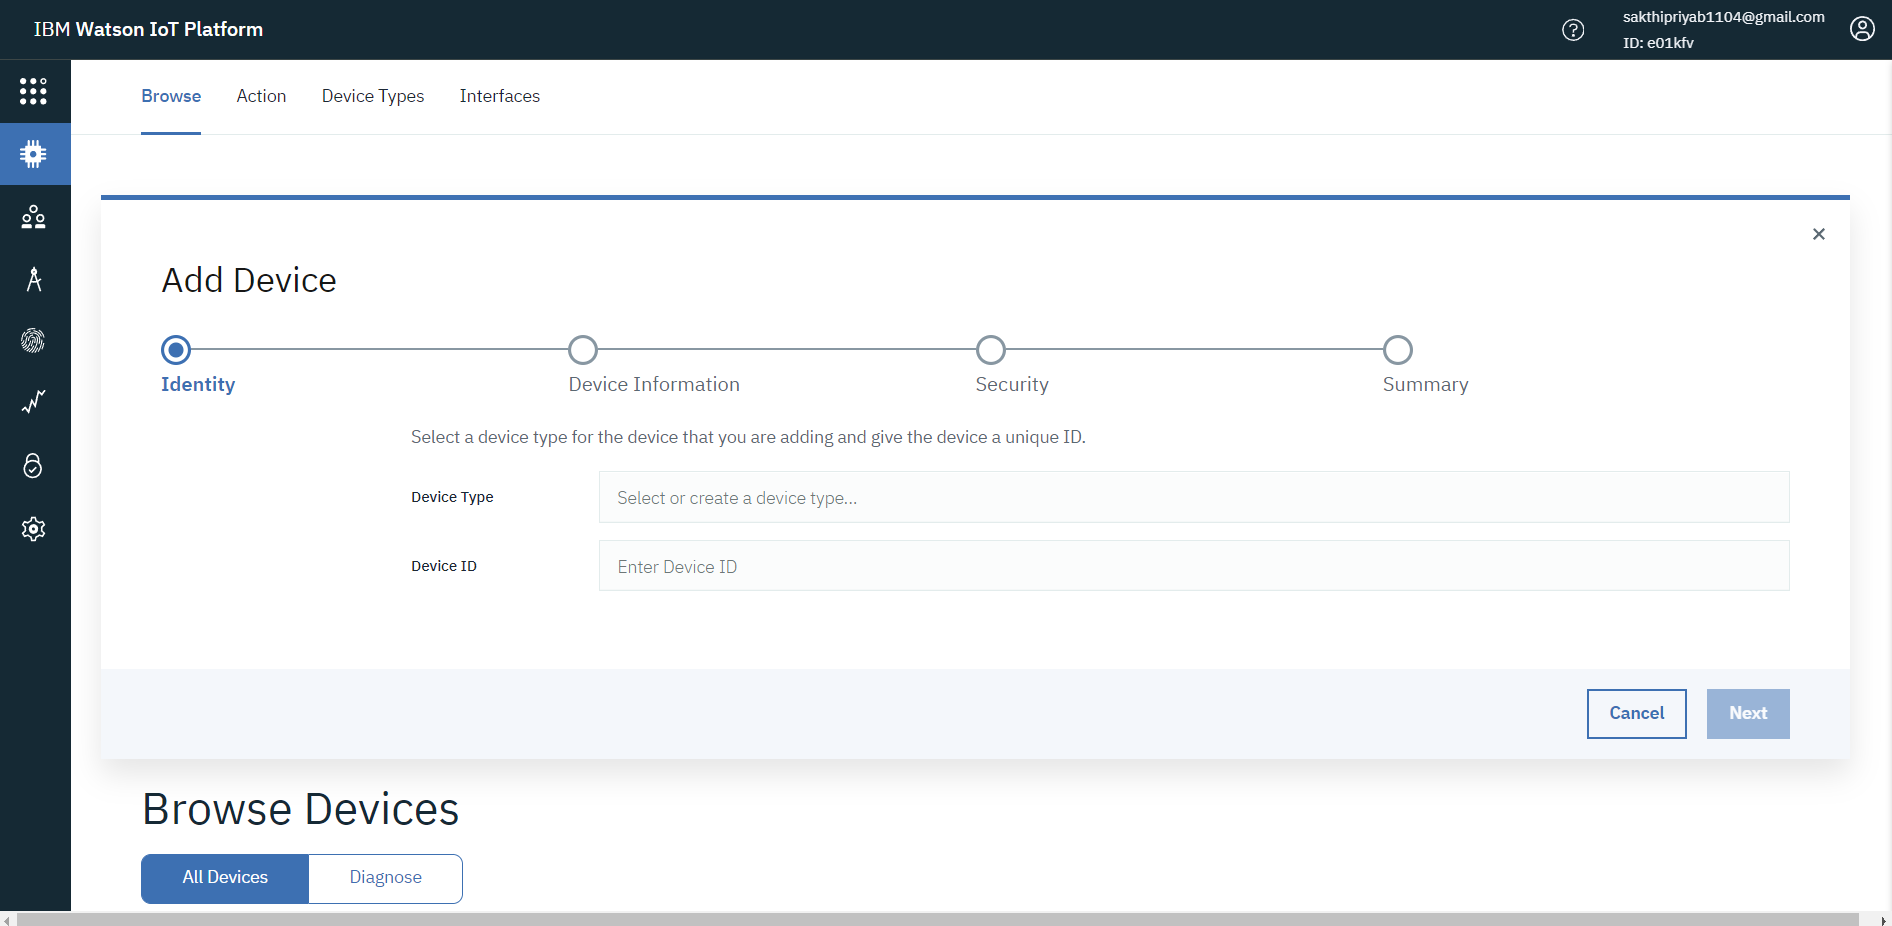 IBM Watson IoT Platform
sakthipriyab1104@gmail.com
ID: e01kfv
Browse Action Device Types Interfaces
Add Device
Identity Device Information Security Summary
Select a device type for the device that you are adding and give the device a unique ID.
Device Type Select or create a device type...
Device ID Enter Device ID
Cancel Next
Browse Devices
All Devices Diagnose